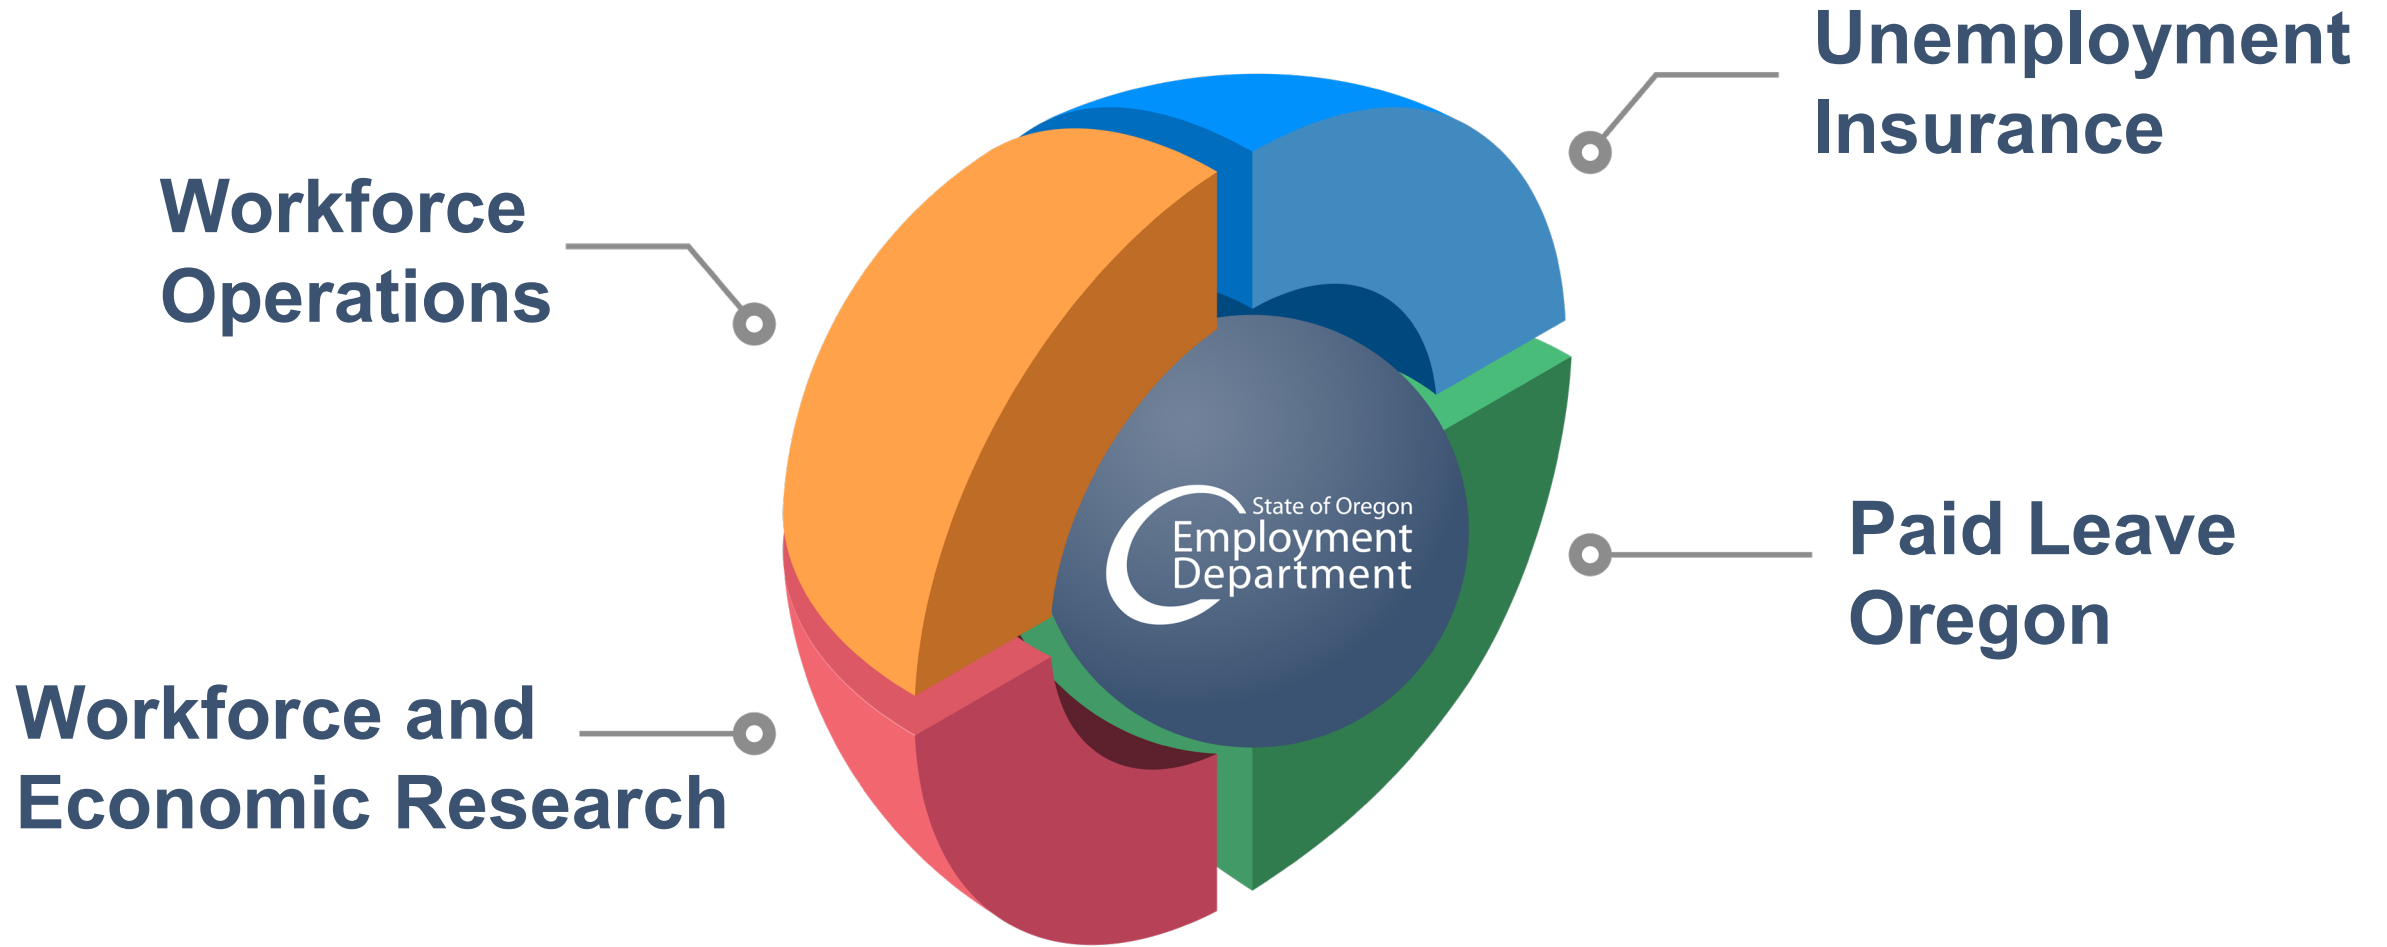 Unemployment
Insurance
Workforce
Operations
State of Oregon
Employment
Department
Paid Leave
Oregon
Workforce and
Economic Research